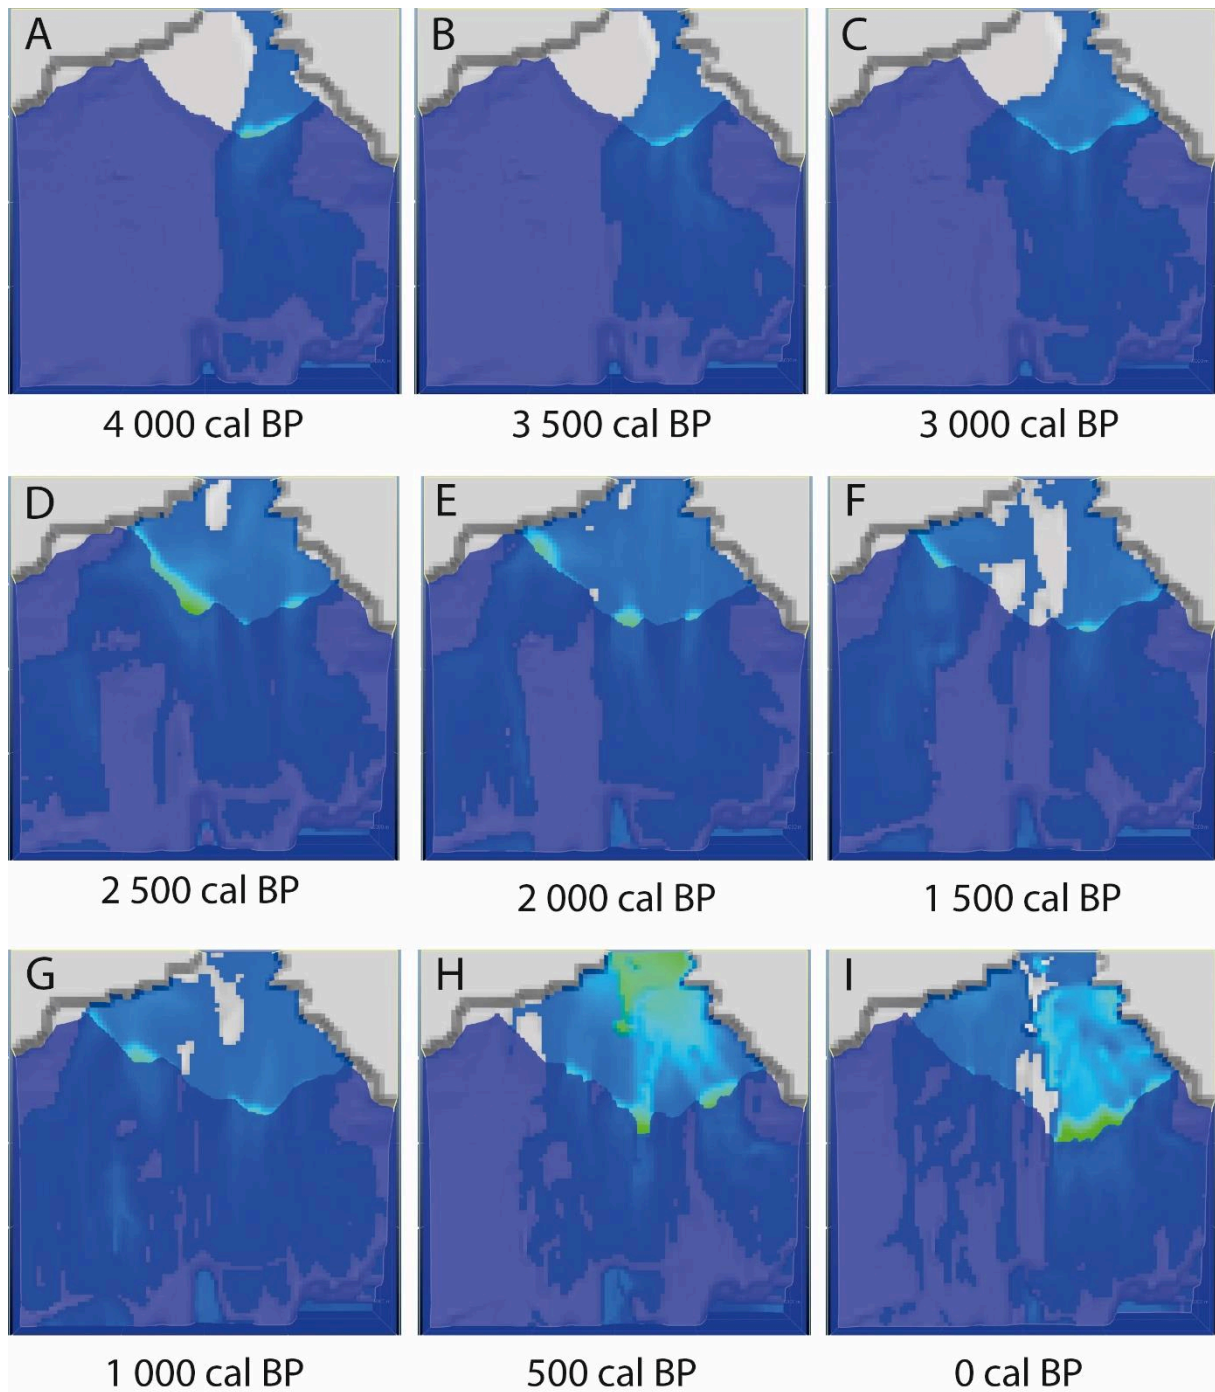 A
B
C
4 000 cal BP
3 500 cal BP
3 000 cal BP
D
E
F
2 500 cal BP
2 000 cal BP
1 500 cal BP
G
H
I
1 000 cal BP
500 cal BP
0 cal BP